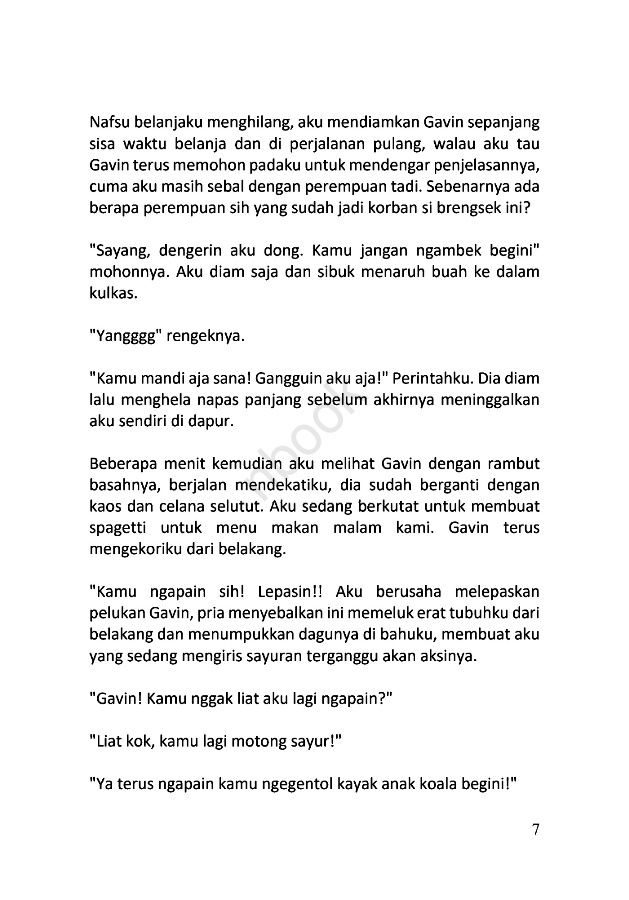 Nafsu belanjaku menghilang, aku mendiamkan Gavin sepanjang
sisa waktu belanja dan di perjalanan pulang, walau aku tau
Gavin terus memohon padaku untuk mendengar penjelasannya,
cuma aku masih sebal dengan perempuan tadi. Sebenarnya ada
berapa perempuan sih yang sudah jadi korban si brengsek ini?
"Sayang, dengerin aku dong. Kamu jangan ngambek begini"
mohonnya. Aku diam saja dan sibuk menaruh buah ke dalam
kulkas.
"Yangggg" rengeknya.
"Kamu mandi aja sana! Gangguin aku aja!" Perintahku. Dia diam
lalu menghela napas panjang sebelum akhirnya meninggalkan
aku sendiri di dapur.
Beberapa menit kemudian aku melihat Gavin dengan rambut
basahnya, berjalan mendekatiku, dia sudah berganti dengan
kaos dan celana selutut. Aku sedang berkutat untuk membuat
spagetti untuk menu makan malam kami. Gavin terus
mengekoriku dari belakang.
"Kamu ngapain sih! Lepasin!! Aku berusaha melepaskan
pelukan Gavin, pria menyebalkan ini memeluk erat tubuhku dari
belakang dan menumpukkan dagunya di bahuku, membuat aku
yang sedang mengiris sayuran terganggu akan aksinya.
"Gavin! Kamu nggak liat aku lagi ngapain?"
"Liat kok, kamu lagi motong sayur!"
"Ya terus ngapain kamu ngegentol kayak anak koala begini!"
7